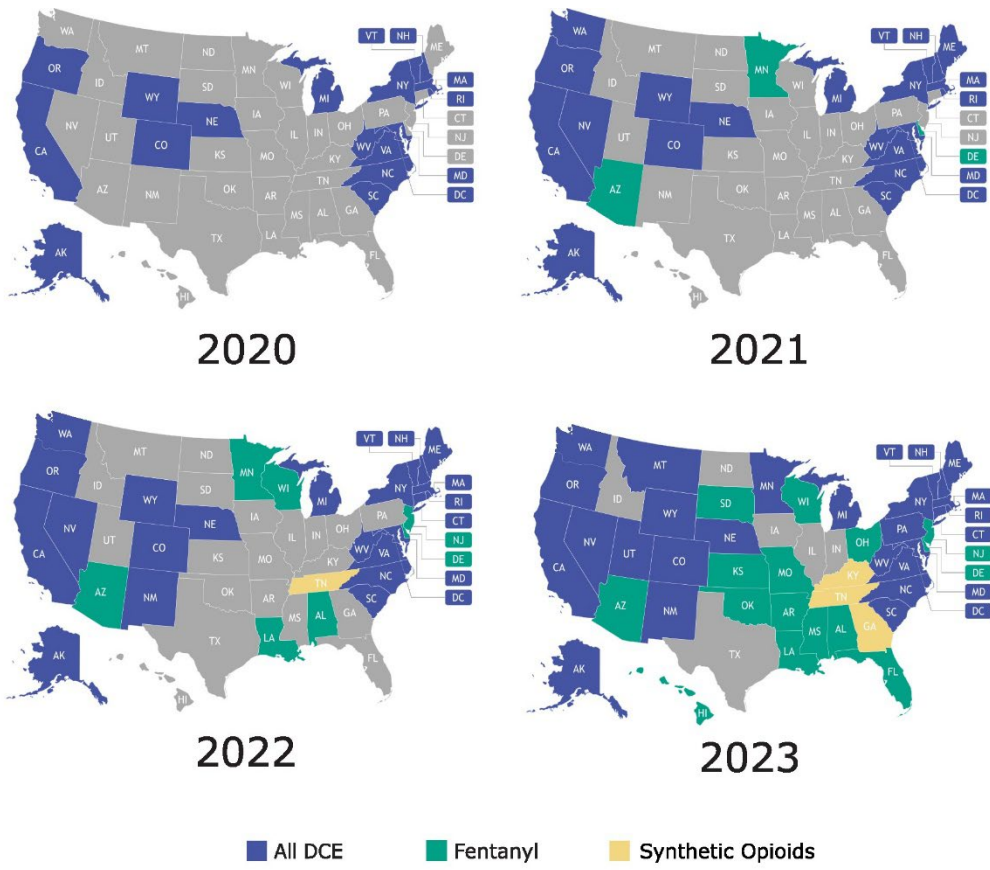 WA MT ND MN VT NH ME
OR ID SD WI NY MA
WY MI RI
NV NE IA PA CT
CA UT CO IL IN OH NJ
KS MO KY WV VA DE
AZ NM OK AR TN NC MD
MS AL GA SC DC
TX LA
AK HI FL
2020
WA MT ND MN VT NH ME
OR ID SD WI NY MA
WY MI RI
NV NE IA PA CT
CA UT CO IL IN OH NJ
KS MO KY WV VA DE
AZ NM OK AR TN NC MD
MS AL GA SC DC
TX LA
AK HI FL
2021
WA MT ND MN VT NH ME
OR ID SD WI NY MA
WY MI RI
NV NE IA PA CT
CA UT CO IL IN OH NJ
KS MO KY WV VA DE
AZ NM OK AR TN NC MD
MS AL GA SC DC
TX LA
AK HI FL
2022
WA MT ND MN VT NH ME
OR ID SD WI NY MA
WY MI RI
NV NE IA PA CT
CA UT CO IL IN OH NJ
KS MO KY WV VA DE
AZ NM OK AR TN NC MD
MS AL GA SC DC
TX LA
AK HI FL
2023
All DCE Fentanyl Synthetic Opioids